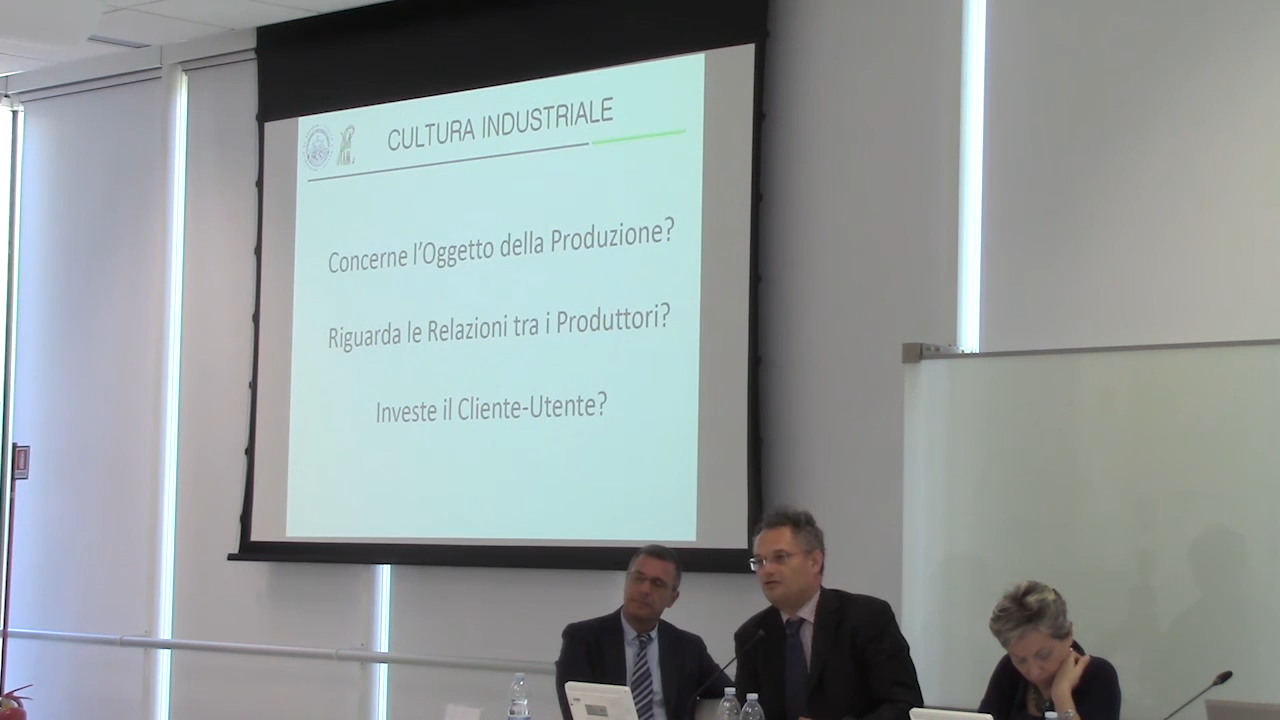 CULTURA INDUSTRIALE
Concerne l'Oggetto della Produzione?
Riguarda le Relazioni tra i Produttori?
Investe il Cliente-Utente?